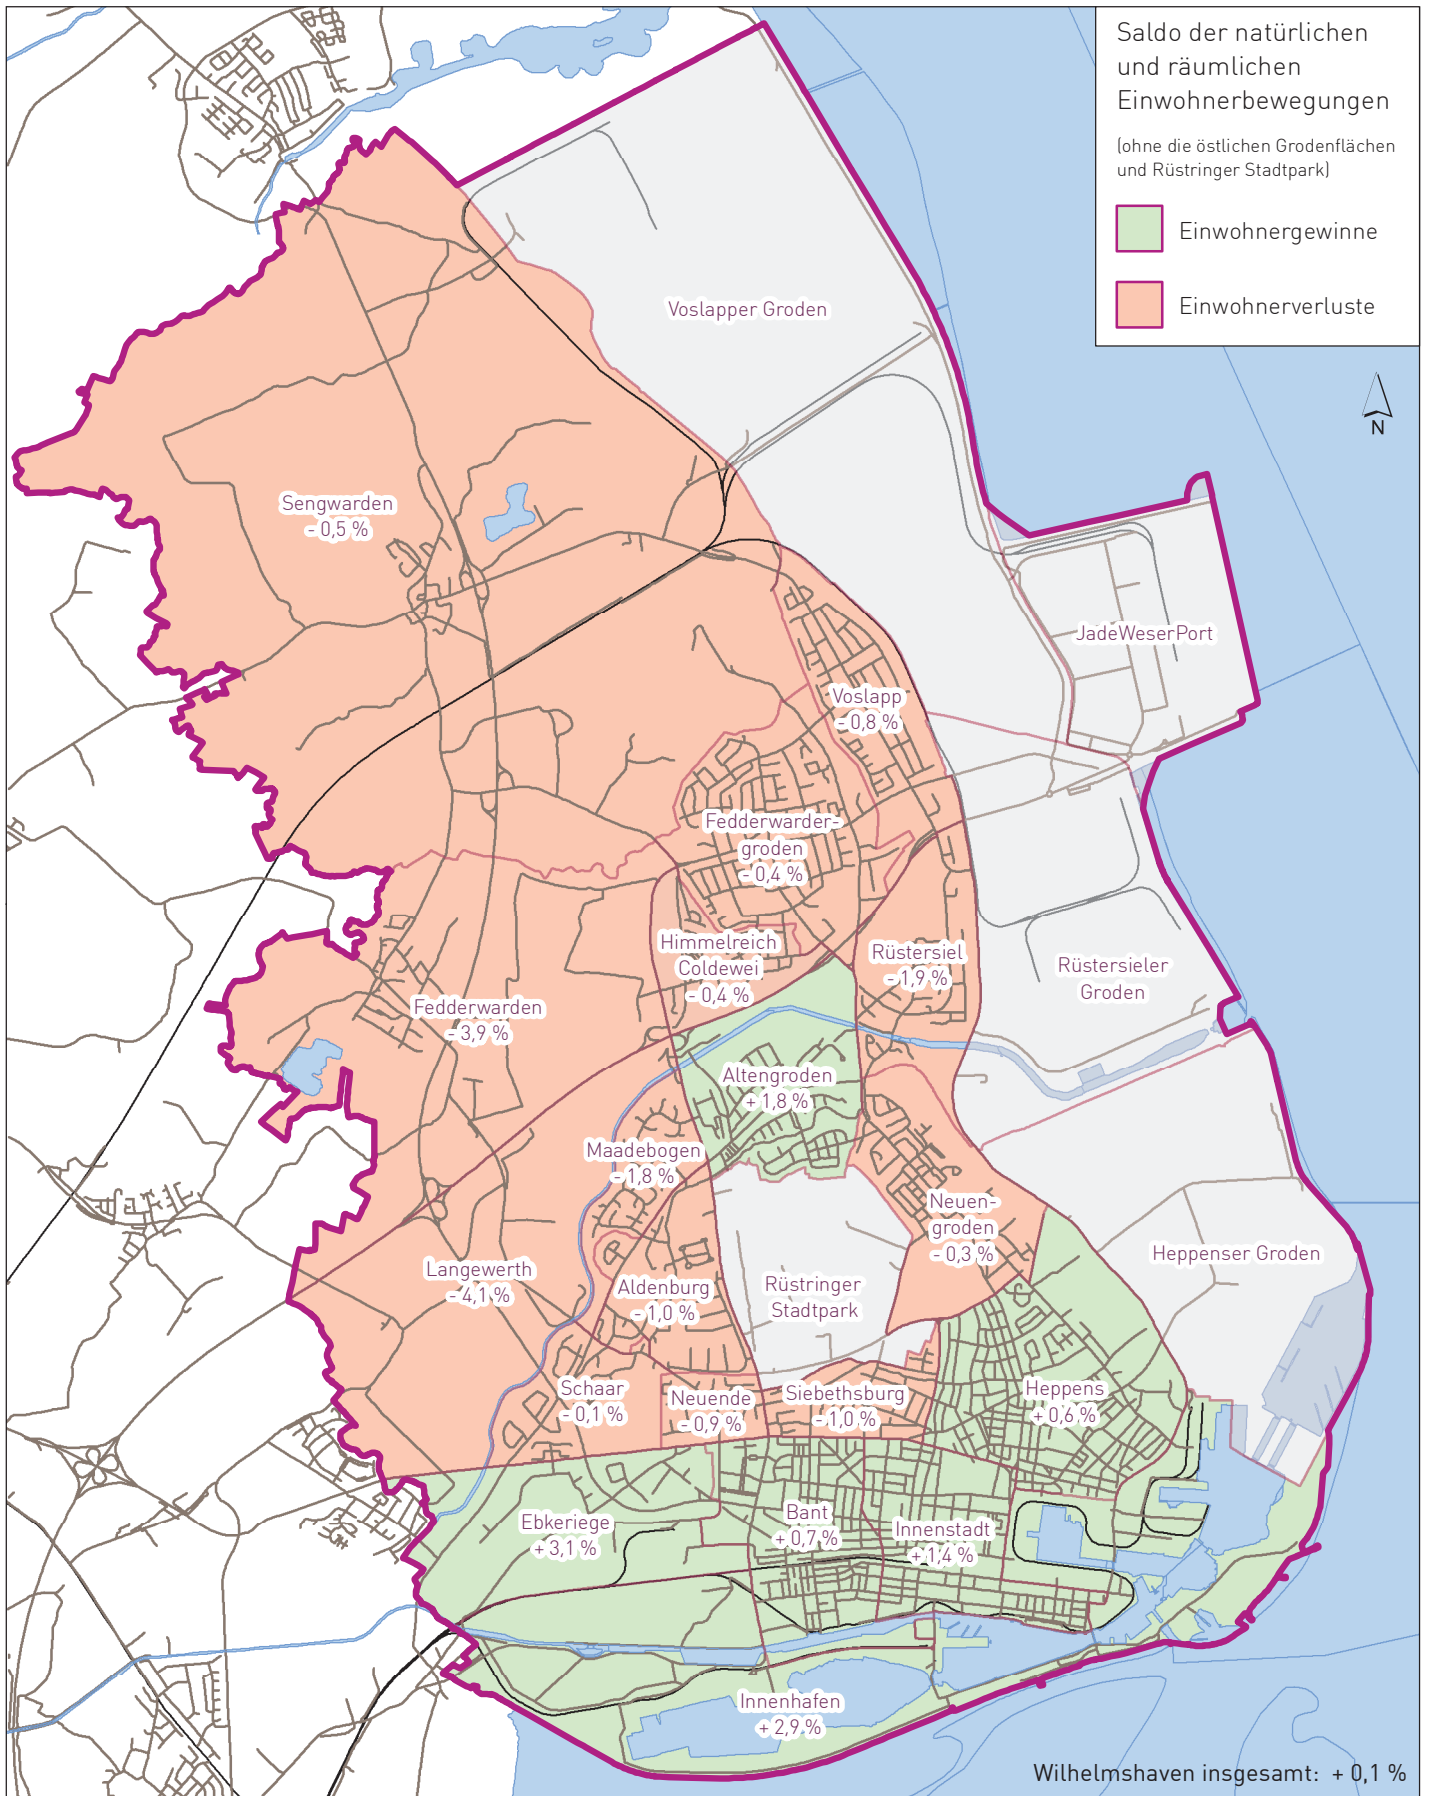 Saldo der natürlichen
und räumlichen
Einwohnerbewegungen
(ohne die östlichen Grodenflächen
und Rüstringer Stadtpark)
Einwohnergewinne
Einwohnerverluste
N
Voslapper Groden
Sengwarden
- 0,5 %
JadeWeserPort
Voslapp
- 0,8 %
Fedderwarder-
groden
- 0,4 %
Himmelreich
Coldewei
- 0,4 %
Rüstersiel
- 1,9 %
Rüstersieler
Groden
Fedderwarden
- 3,9 %
Altengroden
+ 1,8 %
Maadebogen
- 1,8 %
Neuen-
groden
- 0,3 %
Heppenser Groden
Langewerth
- 4,1 %
Aldenburg
- 1,0 %
Rüstringer
Stadtpark
Schaar
- 0,1 %
Neuende
- 0,9 %
Siebethsburg
- 1,0 %
Heppens
+ 0,6 %
Ebkeriege
+ 3,1 %
Bant
+ 0,7 %
Innenstadt
+ 1,4 %
Innenhafen
+ 2,9 %
Wilhelmshaven insgesamt: + 0,1 %